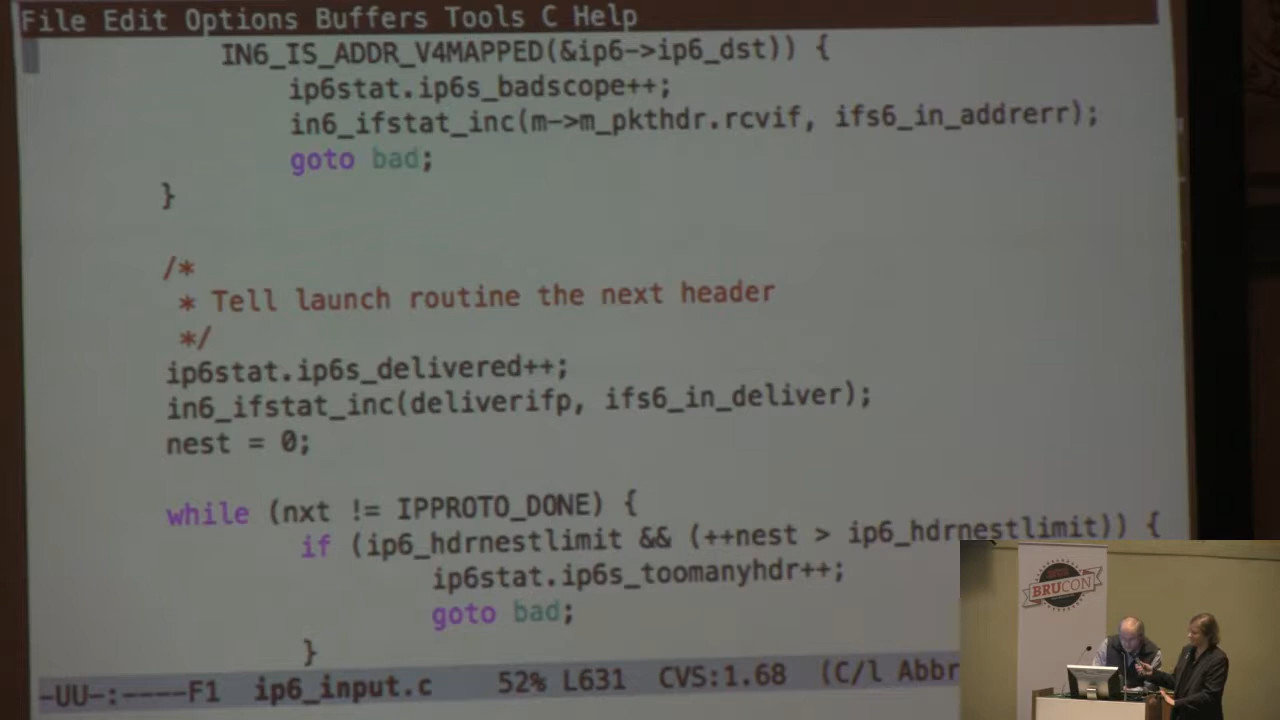 File Edit Options Buffers Tools C Help
IN6_IS_ADDR_V4MAPPED(&ip6->ip6_dst)) {
ip6stat.ip6s_badscope++;
in6_ifstat_inc(m->m_pkthdr.rcvif, ifs6_in_addrerr);
goto bad;
}
/*
* Tell launch routine the next header
*/
ip6stat.ip6s_delivered++;
in6_ifstat_inc(deliverifp, ifs6_in_deliver);
nest = 0;
while (nxt != IPPROTO_DONE) {
if (ip6_hdrnestlimit && (++nest > ip6_hdrnestlimit)) {
ip6stat.ip6s_toomanyhdr++;
goto bad;
}
-UU-:----F1 ip6_input.c 52% L631 CVS:1.68 (C/l Abbr
BRUCON